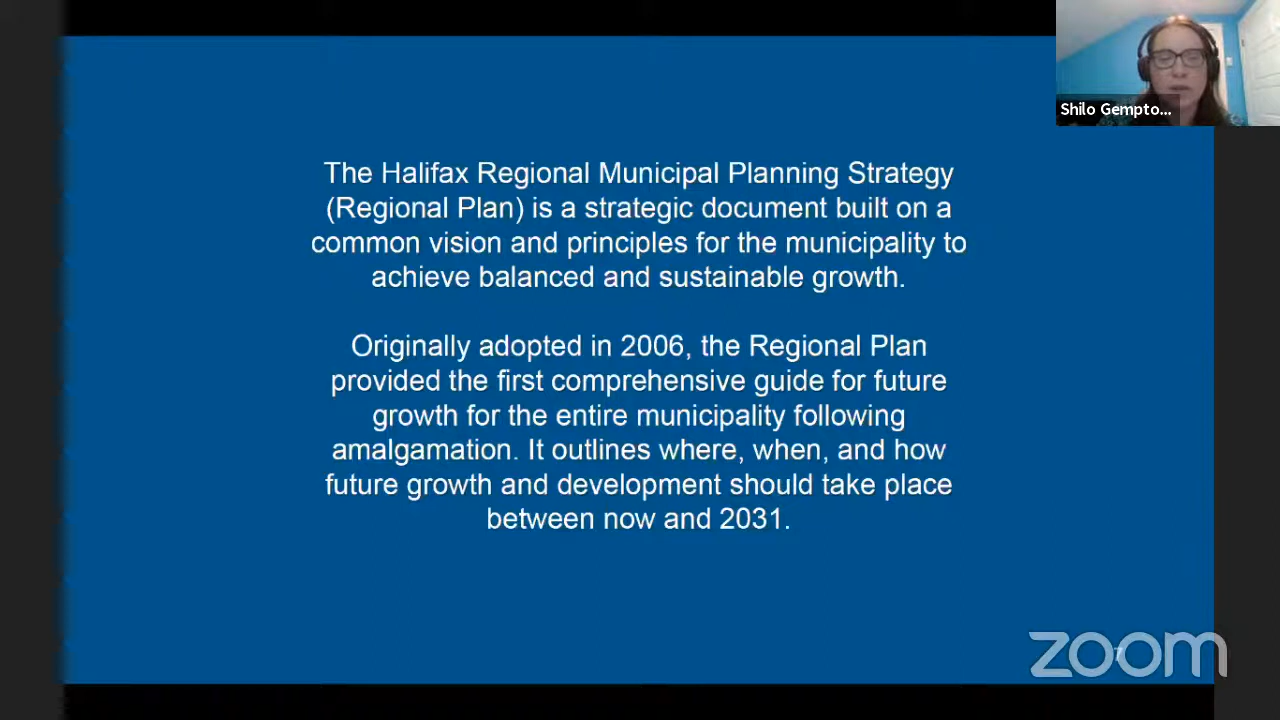 Shilo Gempto...
The Halifax Regional Municipal Planning Strategy
(Regional Plan) is a strategic document built on a
common vision and principles for the municipality to
achieve balanced and sustainable growth.
Originally adopted in 2006, the Regional Plan
provided the first comprehensive guide for future
growth for the entire municipality following
amalgamation. It outlines where, when, and how
future growth and development should take place
between now and 2031.
7
zoom